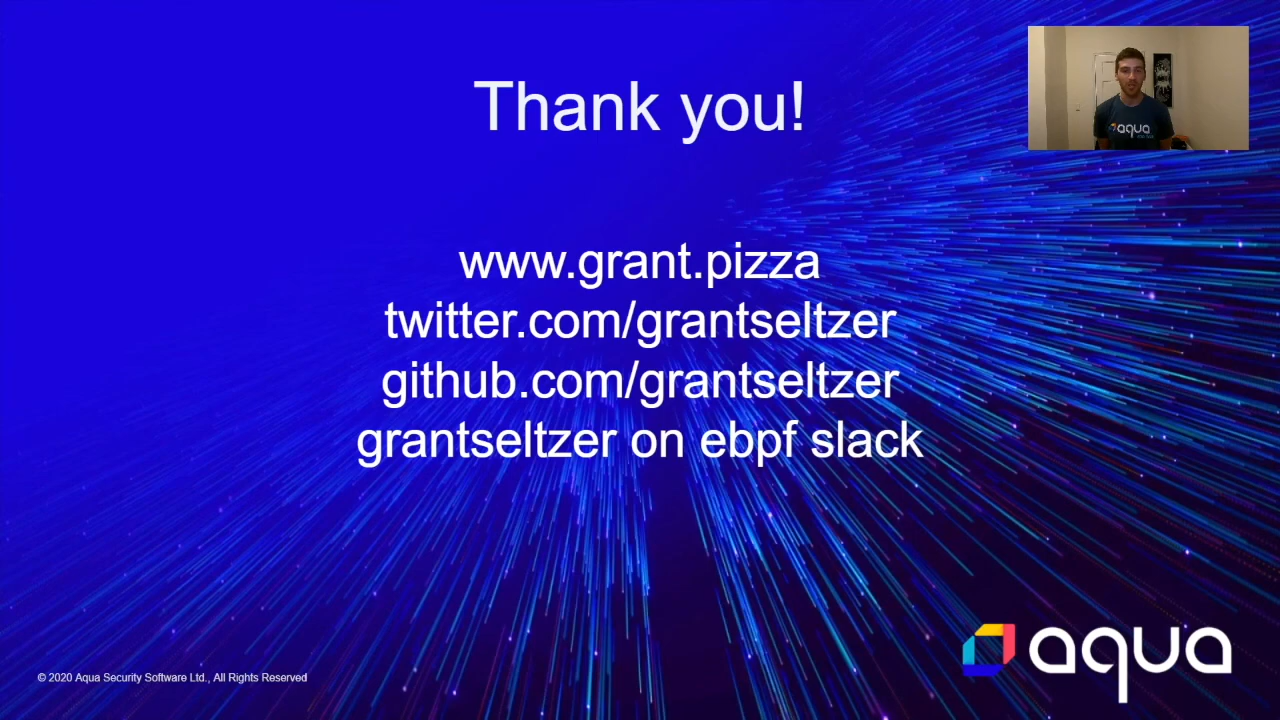 Thank you!
aqua
www.grant.pizza
twitter.com/grantseltzer
github.com/grantseltzer
grantseltzer on ebpf slack
aqua
© 2020 Aqua Security Software Ltd., All Rights Reserved